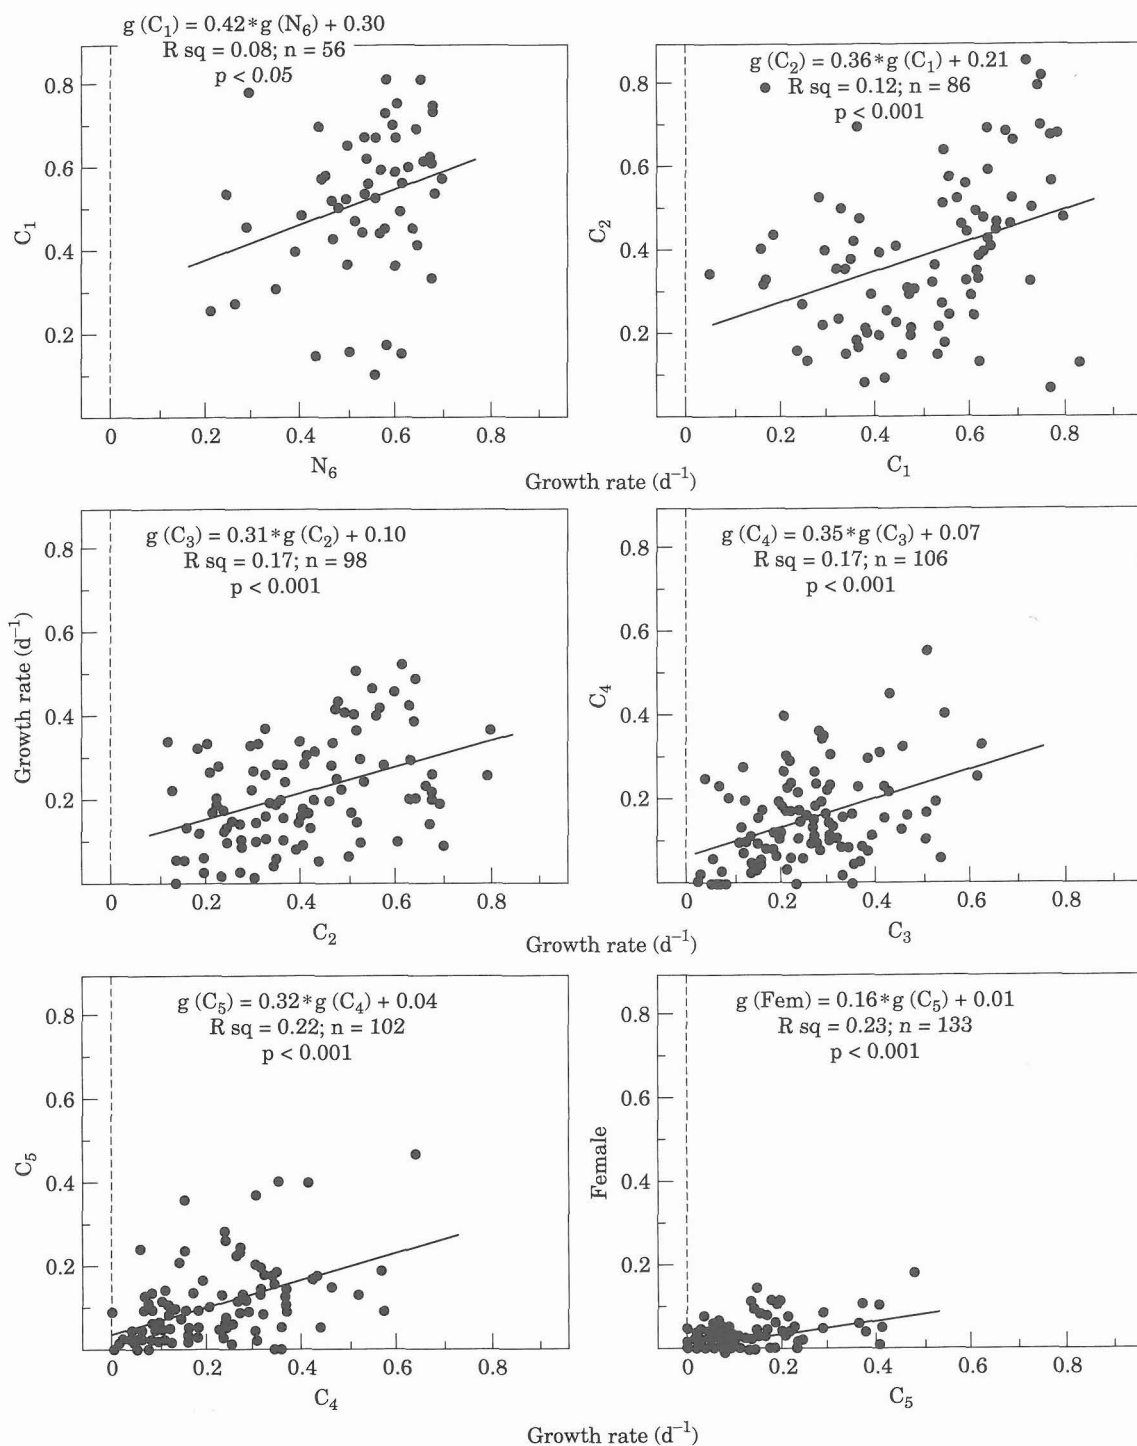 g (C₁) = 0.42*g (N₆) + 0.30
R sq = 0.08; n = 56
p < 0.05
0.8
0.6
0.4
0.2
C₁
0 0.2 0.4 0.6 0.8
N₆
g (C₂) = 0.36*g (C₁) + 0.21
R sq = 0.12; n = 86
p < 0.001
0.8
0.6
0.4
0.2
C₂
0 0.2 0.4 0.6 0.8
C₁
Growth rate (d⁻¹)
g (C₃) = 0.31*g (C₂) + 0.10
R sq = 0.17; n = 98
p < 0.001
0.8
0.6
0.4
0.2
Growth rate (d⁻¹)
0 0.2 0.4 0.6 0.8
C₂
g (C₄) = 0.35*g (C₃) + 0.07
R sq = 0.17; n = 106
p < 0.001
0.8
0.6
0.4
0.2
C₄
0 0.2 0.4 0.6 0.8
C₃
Growth rate (d⁻¹)
g (C₅) = 0.32*g (C₄) + 0.04
R sq = 0.22; n = 102
p < 0.001
0.8
0.6
0.4
0.2
C₅
0 0.2 0.4 0.6 0.8
C₄
g (Fem) = 0.16*g (C₅) + 0.01
R sq = 0.23; n = 133
p < 0.001
0.8
0.6
0.4
0.2
Female
0 0.2 0.4 0.6 0.8
C₅
Growth rate (d⁻¹)